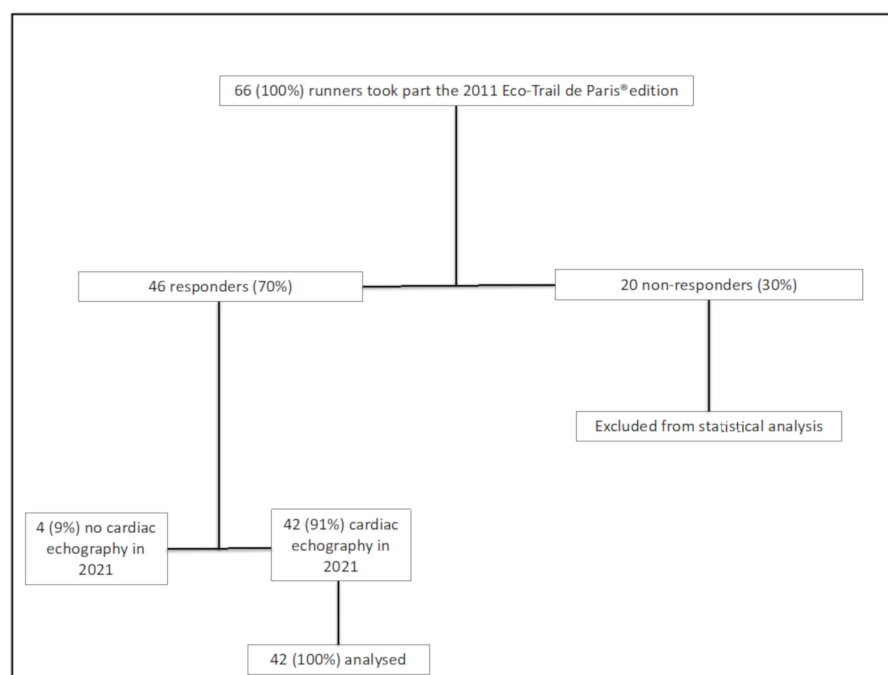 66 (100%) runners took part the 2011 Eco-Trail de Paris®edition
46 responders (70%)
20 non-responders (30%)
Excluded from statistical analysis
4 (9%) no cardiac
echography in
2021
42 (91%) cardiac
echography in
2021
42 (100%) analysed